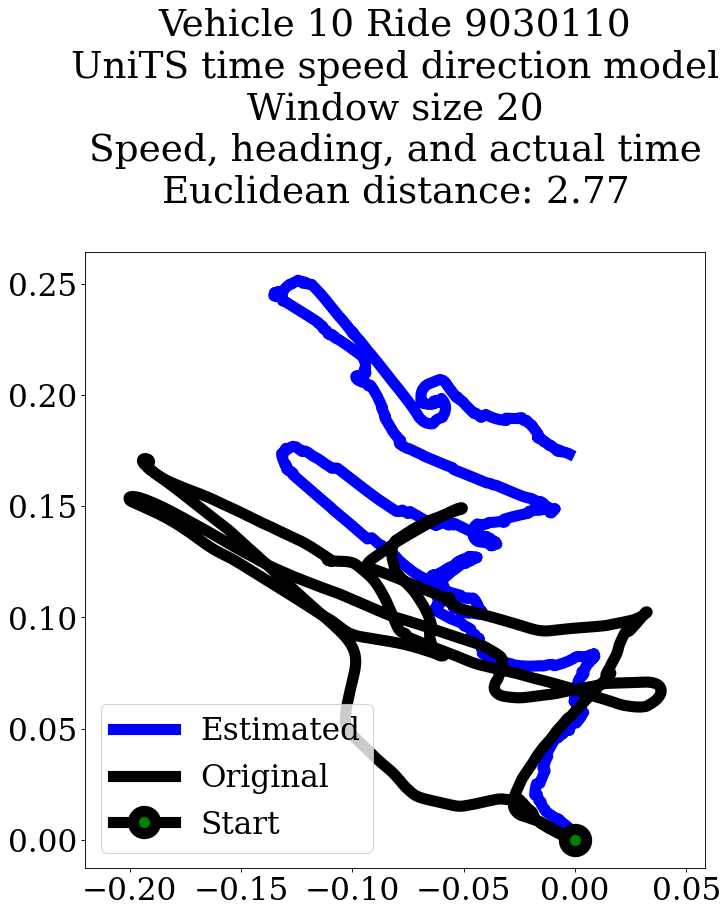 Vehicle 10 Ride 9030110
UniTS time speed direction model
Window size 20
Speed, heading, and actual time
Euclidean distance: 2.77
0.25
0.20
0.15
0.10
0.05
0.00
Estimated
Original
Start
−0.20 −0.15 −0.10 −0.05 0.00 0.05